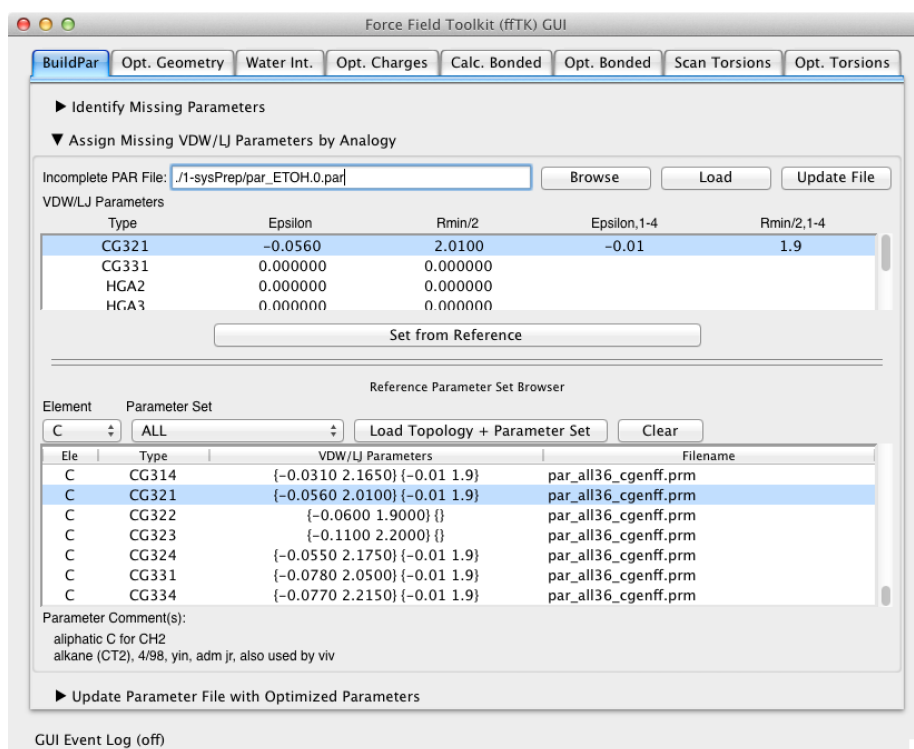 Force Field Toolkit (ffTK) GUI
BuildPar Opt. Geometry Water Int. Opt. Charges Calc. Bonded Opt. Bonded Scan Torsions Opt. Torsions
Identify Missing Parameters
Assign Missing VDW/LJ Parameters by Analogy
Incomplete PAR File: ./1-sysPrep/par_ETOH.0.par Browse Load Update File
VDW/LJ Parameters
Type Epsilon Rmin/2 Epsilon,1-4 Rmin/2,1-4
CG321 -0.0560 2.0100 -0.01 1.9
CG331 0.000000 0.000000
HGA2 0.000000 0.000000
HGA3 0.000000 0.000000
Set from Reference
Reference Parameter Set Browser
Element Parameter Set
C ALL Load Topology + Parameter Set Clear
Ele Type VDW/LJ Parameters Filename
C CG314 {-0.0310 2.1650} {-0.01 1.9} par_all36_cgenff.prm
C CG321 {-0.0560 2.0100} {-0.01 1.9} par_all36_cgenff.prm
C CG322 {-0.0600 1.9000} {} par_all36_cgenff.prm
C CG323 {-0.1100 2.2000} {} par_all36_cgenff.prm
C CG324 {-0.0550 2.1750} {-0.01 1.9} par_all36_cgenff.prm
C CG331 {-0.0780 2.0500} {-0.01 1.9} par_all36_cgenff.prm
C CG334 {-0.0770 2.2150} {-0.01 1.9} par_all36_cgenff.prm
Parameter Comment(s):
aliphatic C for CH2
alkane (CT2), 4/98, yin, adm jr, also used by viv
Update Parameter File with Optimized Parameters
GUI Event Log (off)